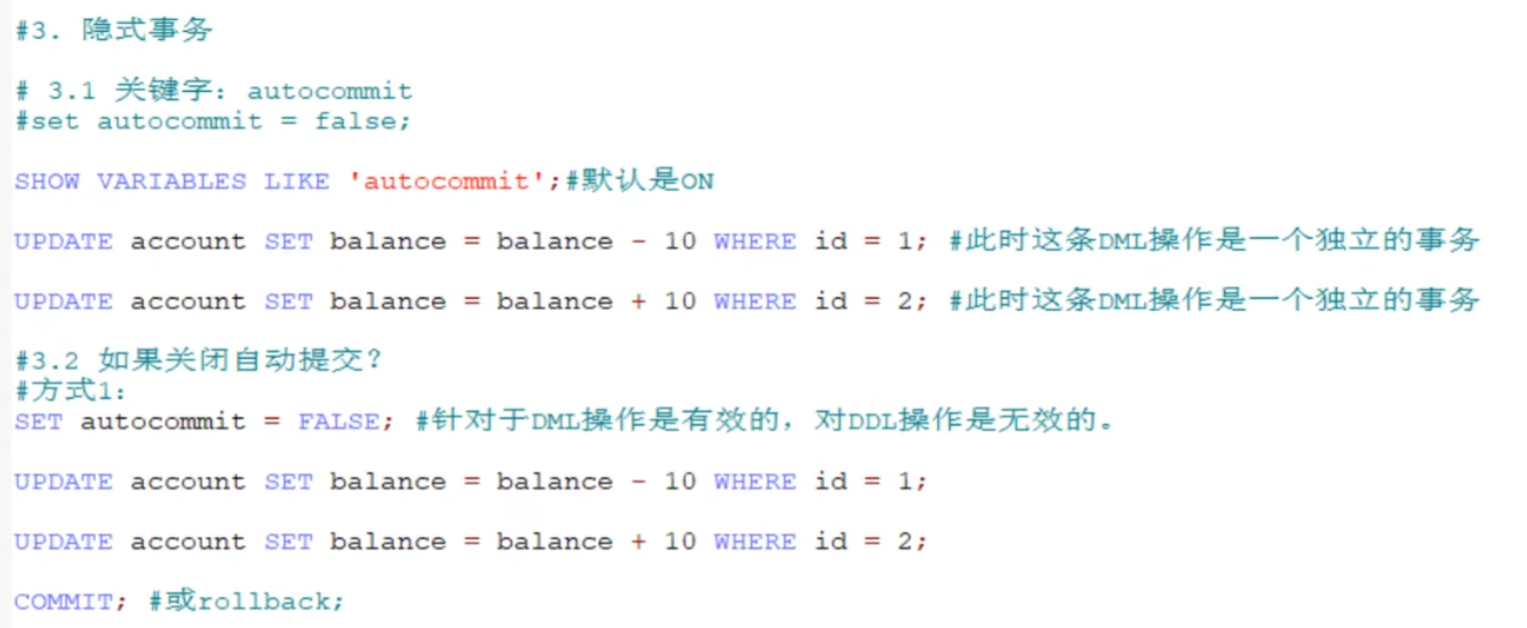 #3. 隐式事务
# 3.1 关键字：autocommit
#set autocommit = false;
SHOW VARIABLES LIKE 'autocommit';#默认是ON
UPDATE account SET balance = balance - 10 WHERE id = 1; #此时这条DML操作是一个独立的事务
UPDATE account SET balance = balance + 10 WHERE id = 2; #此时这条DML操作是一个独立的事务
#3.2 如果关闭自动提交？
#方式1：
SET autocommit = FALSE; #针对于DML操作是有效的，对DDL操作是无效的。
UPDATE account SET balance = balance - 10 WHERE id = 1;
UPDATE account SET balance = balance + 10 WHERE id = 2;
COMMIT; #或rollback;